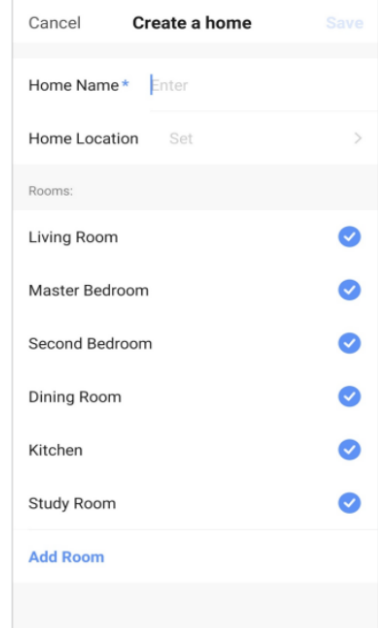 Cancel Create a home Save
Home Name* Enter
Home Location Set
Rooms:
Living Room
Master Bedroom
Second Bedroom
Dining Room
Kitchen
Study Room
Add Room